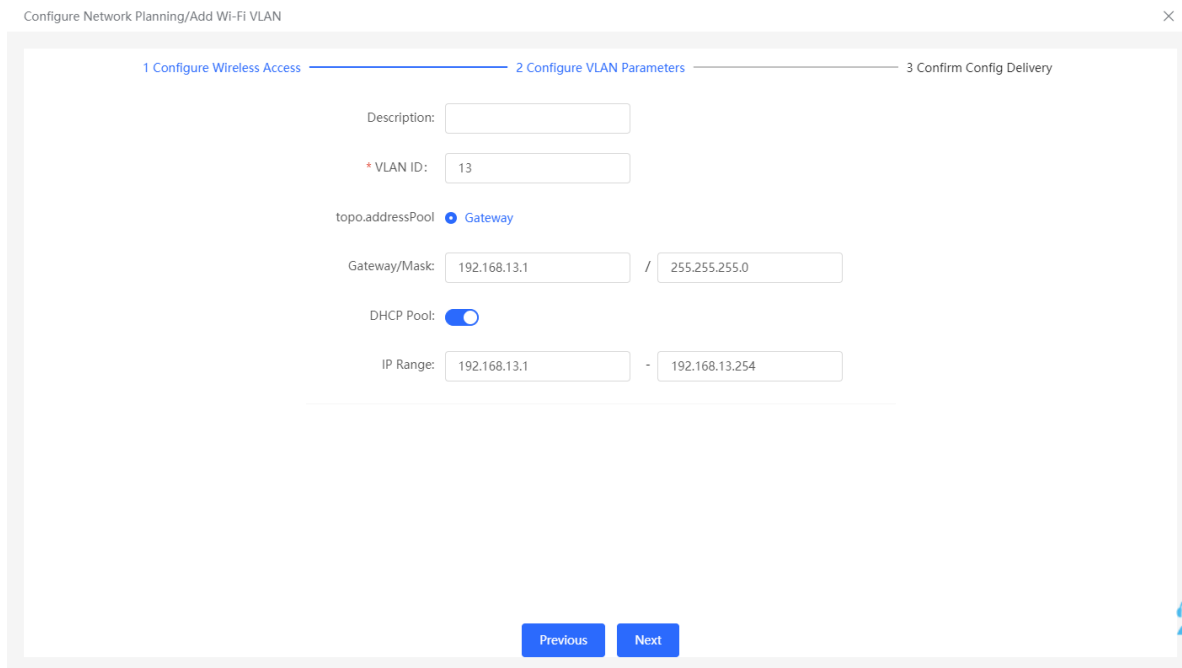 Configure Network Planning/Add Wi-Fi VLAN
1 Configure Wireless Access 2 Configure VLAN Parameters 3 Confirm Config Delivery
Description:
* VLAN ID: 13
topo.addressPool Gateway
Gateway/Mask: 192.168.13.1 / 255.255.255.0
DHCP Pool:
IP Range: 192.168.13.1 - 192.168.13.254
Previous Next